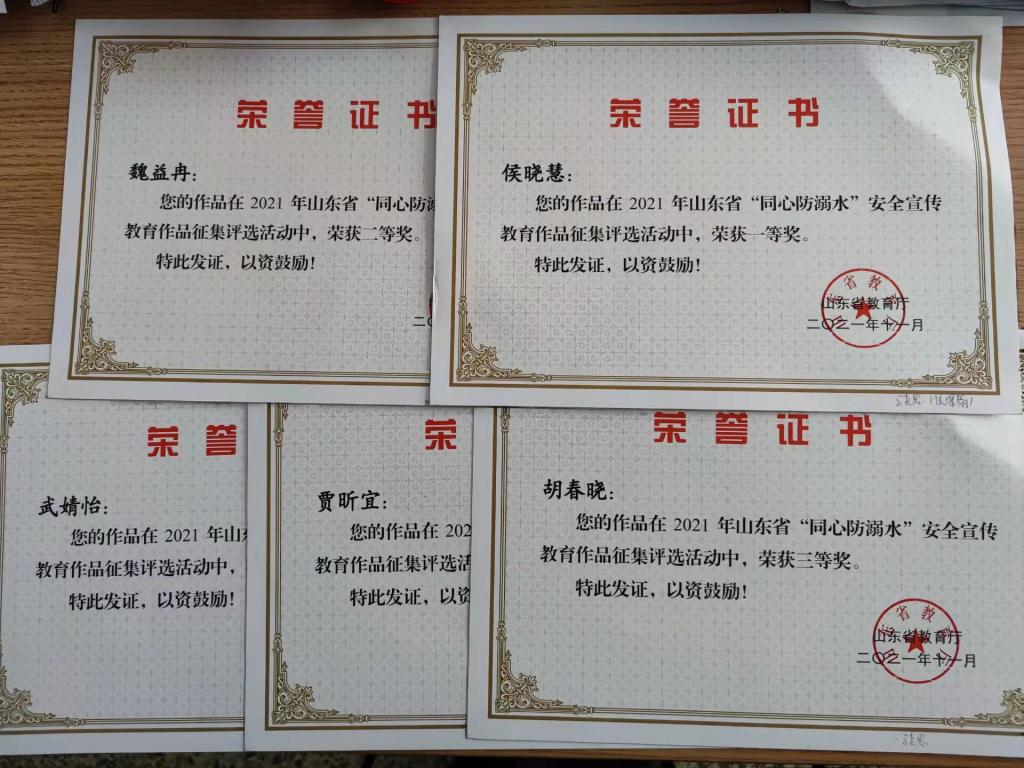 荣誉证书
魏益冉：
您的作品在 2021 年山东省“同心防溺
教育作品征集评选活动中，荣获二等奖。
特此发证，以资鼓励！
二〇
荣誉证书
侯晓慧：
您的作品在 2021 年山东省“同心防溺水”安全宣传
教育作品征集评选活动中，荣获一等奖。
特此发证，以资鼓励！
山东省教育厅
二〇二一年十一月
荣誉
武婧怡：
您的作品在 2021 年山东
教育作品征集评选活动中，
特此发证，以资鼓励！
荣
贾昕宜：
您的作品在 202
教育作品征集评选活
特此发证，以资
荣誉证书
胡春晓：
您的作品在 2021 年山东省“同心防溺水”安全宣传
教育作品征集评选活动中，荣获三等奖。
特此发证，以资鼓励！
山东省教育厅
二〇二一年十一月